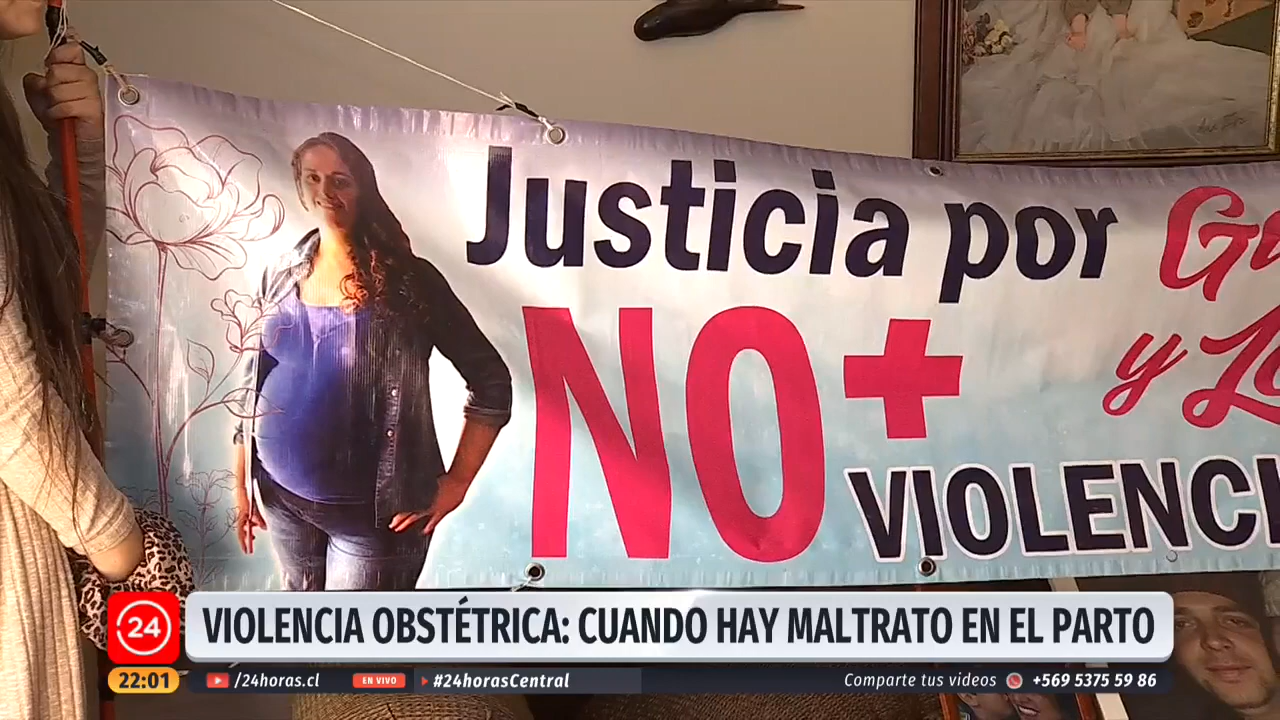 Justicia por
NO+
y
VIOLENCI
24
VIOLENCIA OBSTÉTRICA: CUANDO HAY MALTRATO EN EL PARTO
22:01
/24horas.cl
EN VIVO
#24horasCentral
Comparte tus videos
+569 5375 59 86